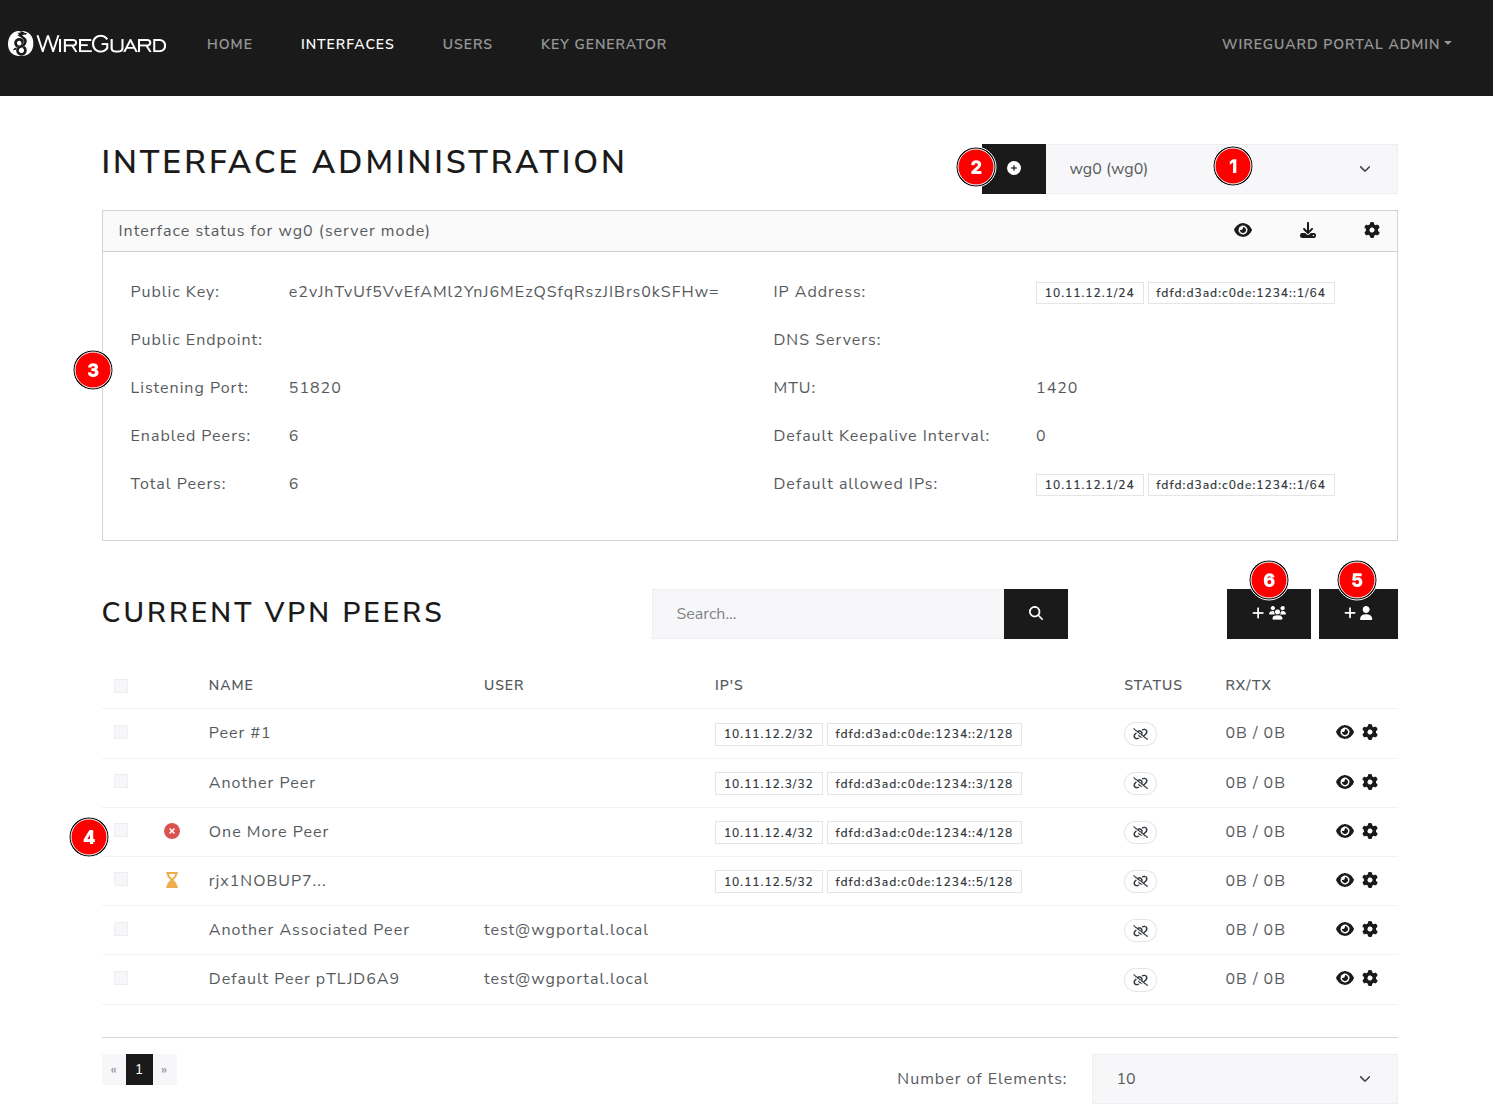 WIREGUARD HOME INTERFACES USERS KEY GENERATOR WIREGUARD PORTAL ADMIN
INTERFACE ADMINISTRATION 2 wg0 (wg0) 1
Interface status for wg0 (server mode)
Public Key: e2vJhTvUf5VvEfAMl2YnJ6MEzQSfqRszJIBrs0kSFHw= IP Address: 10.11.12.1/24 fdfd:d3ad:c0de:1234::1/64
Public Endpoint: DNS Servers:
3
Listening Port: 51820 MTU: 1420
Enabled Peers: 6 Default Keepalive Interval: 0
Total Peers: 6 Default allowed IPs: 10.11.12.1/24 fdfd:d3ad:c0de:1234::1/64
6 5
CURRENT VPN PEERS Search... + +
NAME USER IP'S STATUS RX/TX
Peer #1 10.11.12.2/32 fdfd:d3ad:c0de:1234::2/128 0B / 0B
Another Peer 10.11.12.3/32 fdfd:d3ad:c0de:1234::3/128 0B / 0B
4 One More Peer 10.11.12.4/32 fdfd:d3ad:c0de:1234::4/128 0B / 0B
rjx1NOBUP7... 10.11.12.5/32 fdfd:d3ad:c0de:1234::5/128 0B / 0B
Another Associated Peer test@wgportal.local 0B / 0B
Default Peer pTLJD6A9 test@wgportal.local 0B / 0B
« 1 » Number of Elements: 10